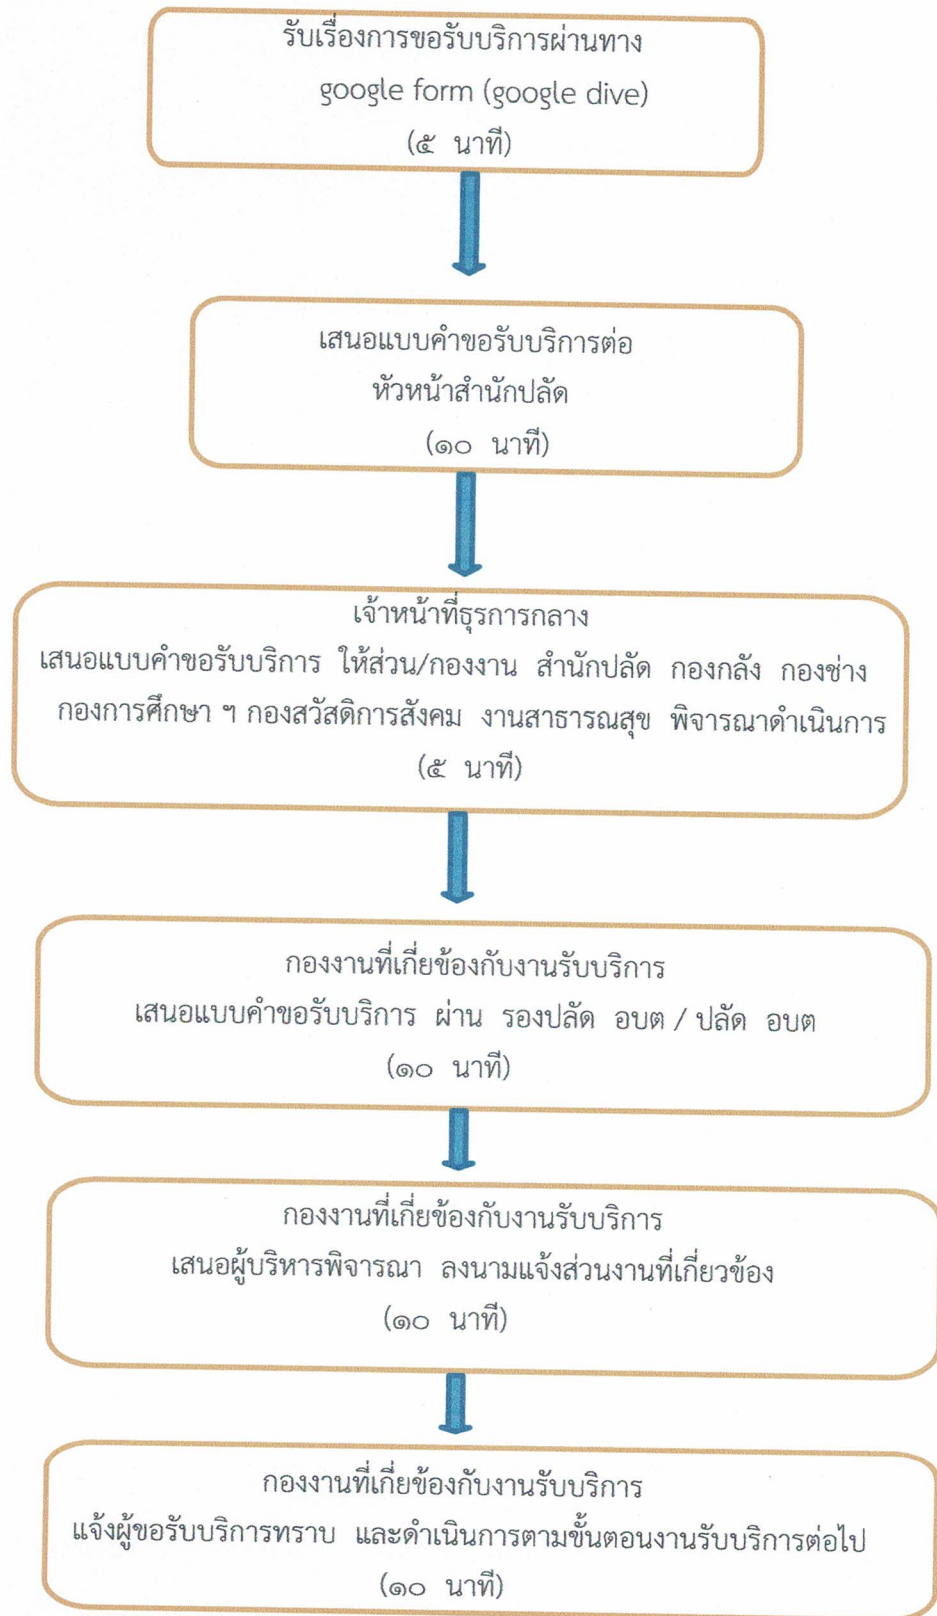 รับเรื่องการขอรับบริการผ่านทาง
google form (google dive)
(๕ นาที)
เสนอแบบคำขอรับบริการต่อ
หัวหน้าสำนักปลัด
(๑๐ นาที)
เจ้าหน้าที่ธุรการกลาง
เสนอแบบคำขอรับบริการ ให้ส่วน/กองงาน สำนักปลัด กองกลัง กองช่าง
กองการศึกษา ฯ กองสวัสดิการสังคม งานสาธารณสุข พิจารณาดำเนินการ
(๕ นาที)
กองงานที่เกี่ยข้องกับงานรับบริการ
เสนอแบบคำขอรับบริการ ผ่าน รองปลัด อบต / ปลัด อบต
(๑๐ นาที)
กองงานที่เกี่ยข้องกับงานรับบริการ
เสนอผู้บริหารพิจารณา ลงนามแจ้งส่วนงานที่เกี่ยวข้อง
(๑๐ นาที)
กองงานที่เกี่ยข้องกับงานรับบริการ
แจ้งผู้ขอรับบริการทราบ และดำเนินการตามขั้นตอนงานรับบริการต่อไป
(๑๐ นาที)